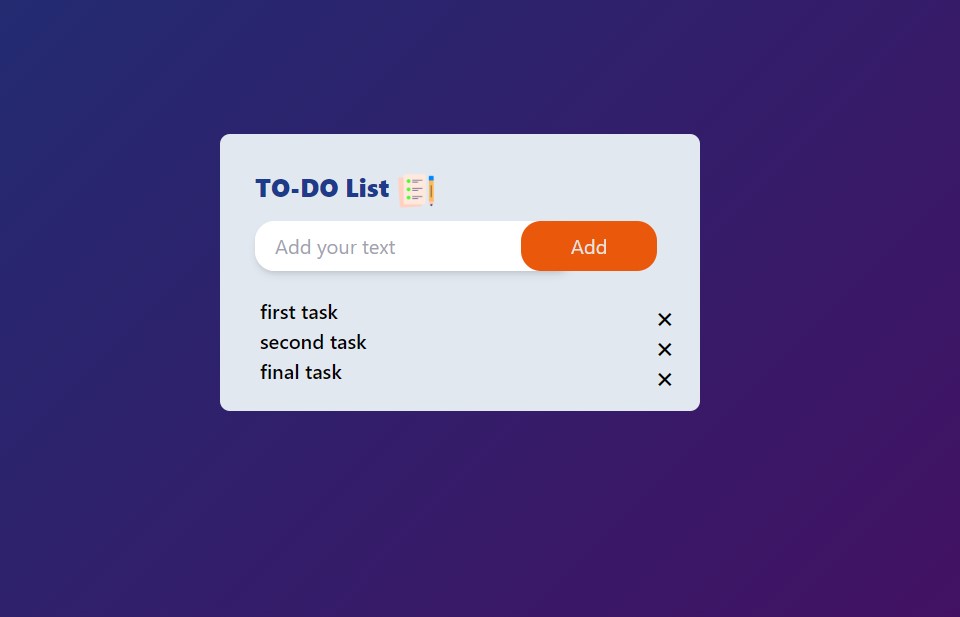 TO-DO List
Add your text
Add
first task
second task
final task